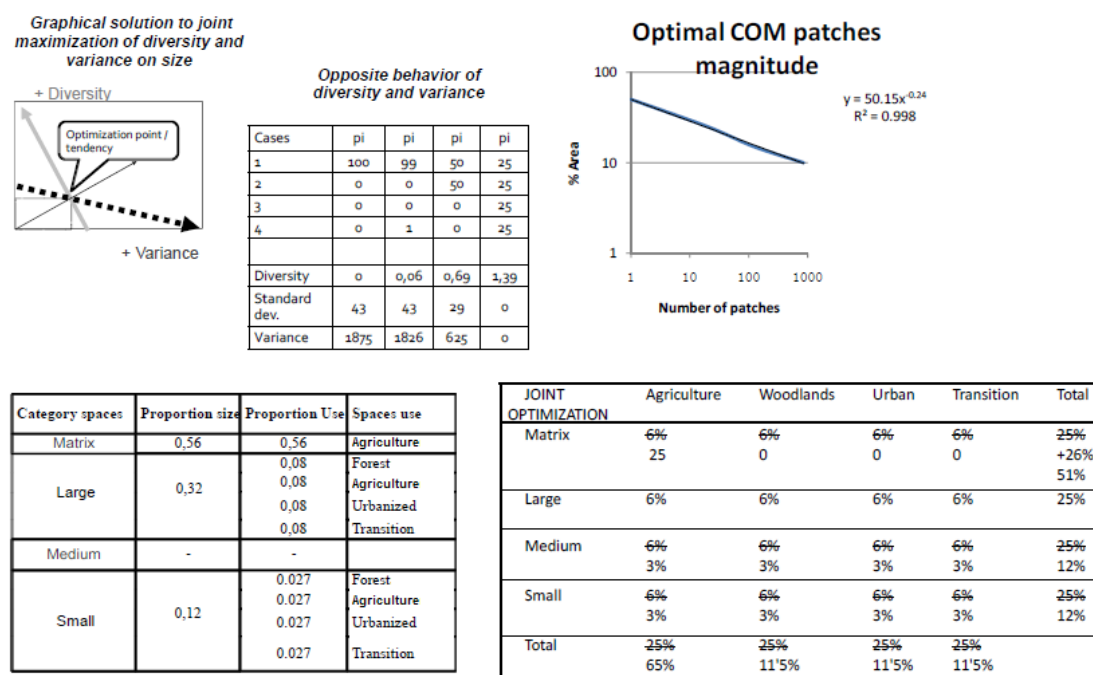 Graphical solution to joint
maximization of diversity and
variance on size
+ Diversity
Optimization point /
tendency
+ Variance
Opposite behavior of
diversity and variance
Cases pi pi pi pi
1 100 99 50 25
2 0 0 50 25
3 0 0 0 25
4 0 1 0 25
Diversity 0 0,06 0,69 1,39
Standard
dev. 43 43 29 0
Variance 1875 1826 625 0
Optimal COM patches
magnitude
100
10
1
% Area
y = 50.15x^-0.24
R² = 0.998
1 10 100 1000
Number of patches
Category spaces Proportion size Proportion Use Spaces use
Matrix 0,56 0,56 Agriculture
Large 0,32
0,08 Forest
0,08 Agriculture
0,08 Urbanized
0,08 Transition
Medium - -
Small 0,12
0.027 Forest
0.027 Agriculture
0.027 Urbanized
0.027 Transition
JOINT
OPTIMIZATION Agriculture Woodlands Urban Transition Total
Matrix 6% 6% 6% 6% 25%
25 0 0 0 +26%
51%
Large 6% 6% 6% 6% 25%
Medium 6% 6% 6% 6% 25%
3% 3% 3% 3% 12%
Small 6% 6% 6% 6% 25%
3% 3% 3% 3% 12%
Total 25% 25% 25% 25%
65% 11'5% 11'5% 11'5%